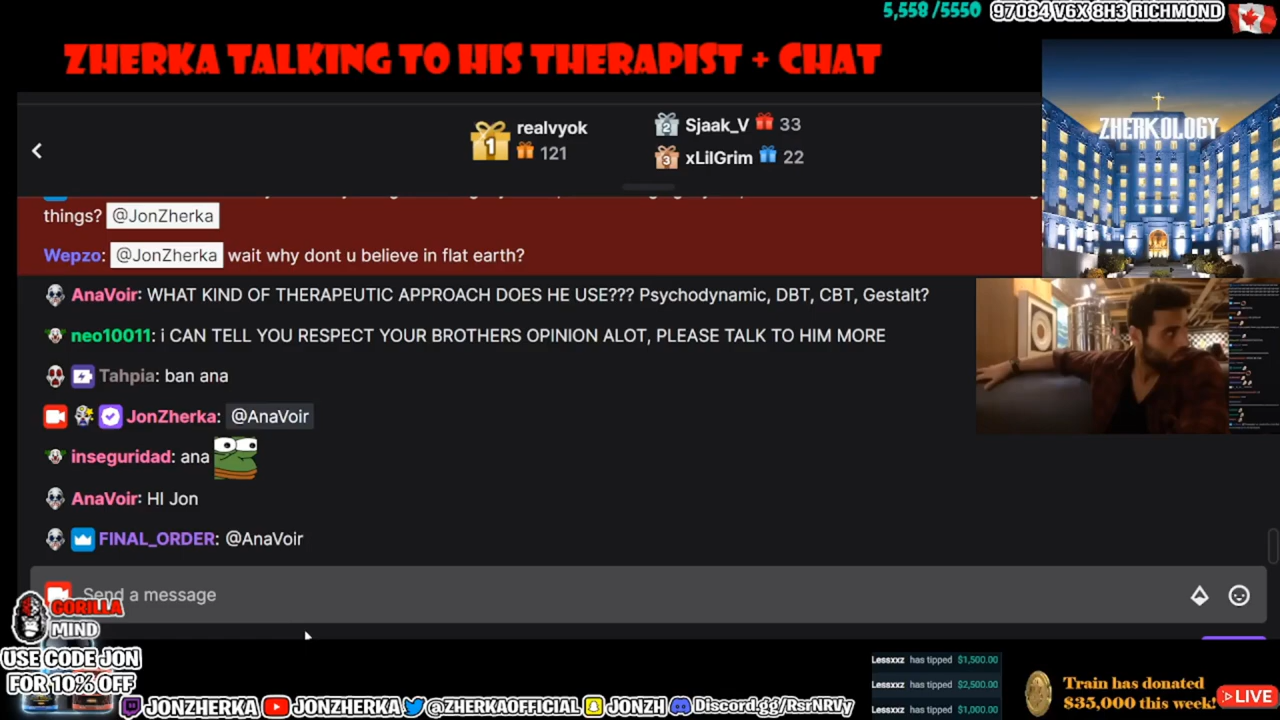 5,558 /5550
97084 V6X 8H3 RICHMOND
ZHERKA TALKING TO HIS THERAPIST + CHAT
ZHERKOLOGY
1 realvyok
121
2 Sjaak_V 33
3 xLilGrim 22
things? @JonZherka
Wepzo: @JonZherka wait why dont u believe in flat earth?
AnaVoir: WHAT KIND OF THERAPEUTIC APPROACH DOES HE USE??? Psychodynamic, DBT, CBT, Gestalt?
neo10011: i CAN TELL YOU RESPECT YOUR BROTHERS OPINION ALOT, PLEASE TALK TO HIM MORE
Tahpia: ban ana
JonZherka: @AnaVoir
inseguridad: ana
AnaVoir: HI Jon
FINAL_ORDER: @AnaVoir
Send a message
GORILLA
MIND
USE CODE JON
FOR 10% OFF
JONZHERKA JONZHERKA @ZHERKAOFFICIAL JONZH Discord.gg/RsrNRVy
Lessxxz has tipped $1,500.00
Lessxxz has tipped $2,500.00
Lessxxz has tipped $1,000.00
Train has donated
$35,000 this week!
LIVE